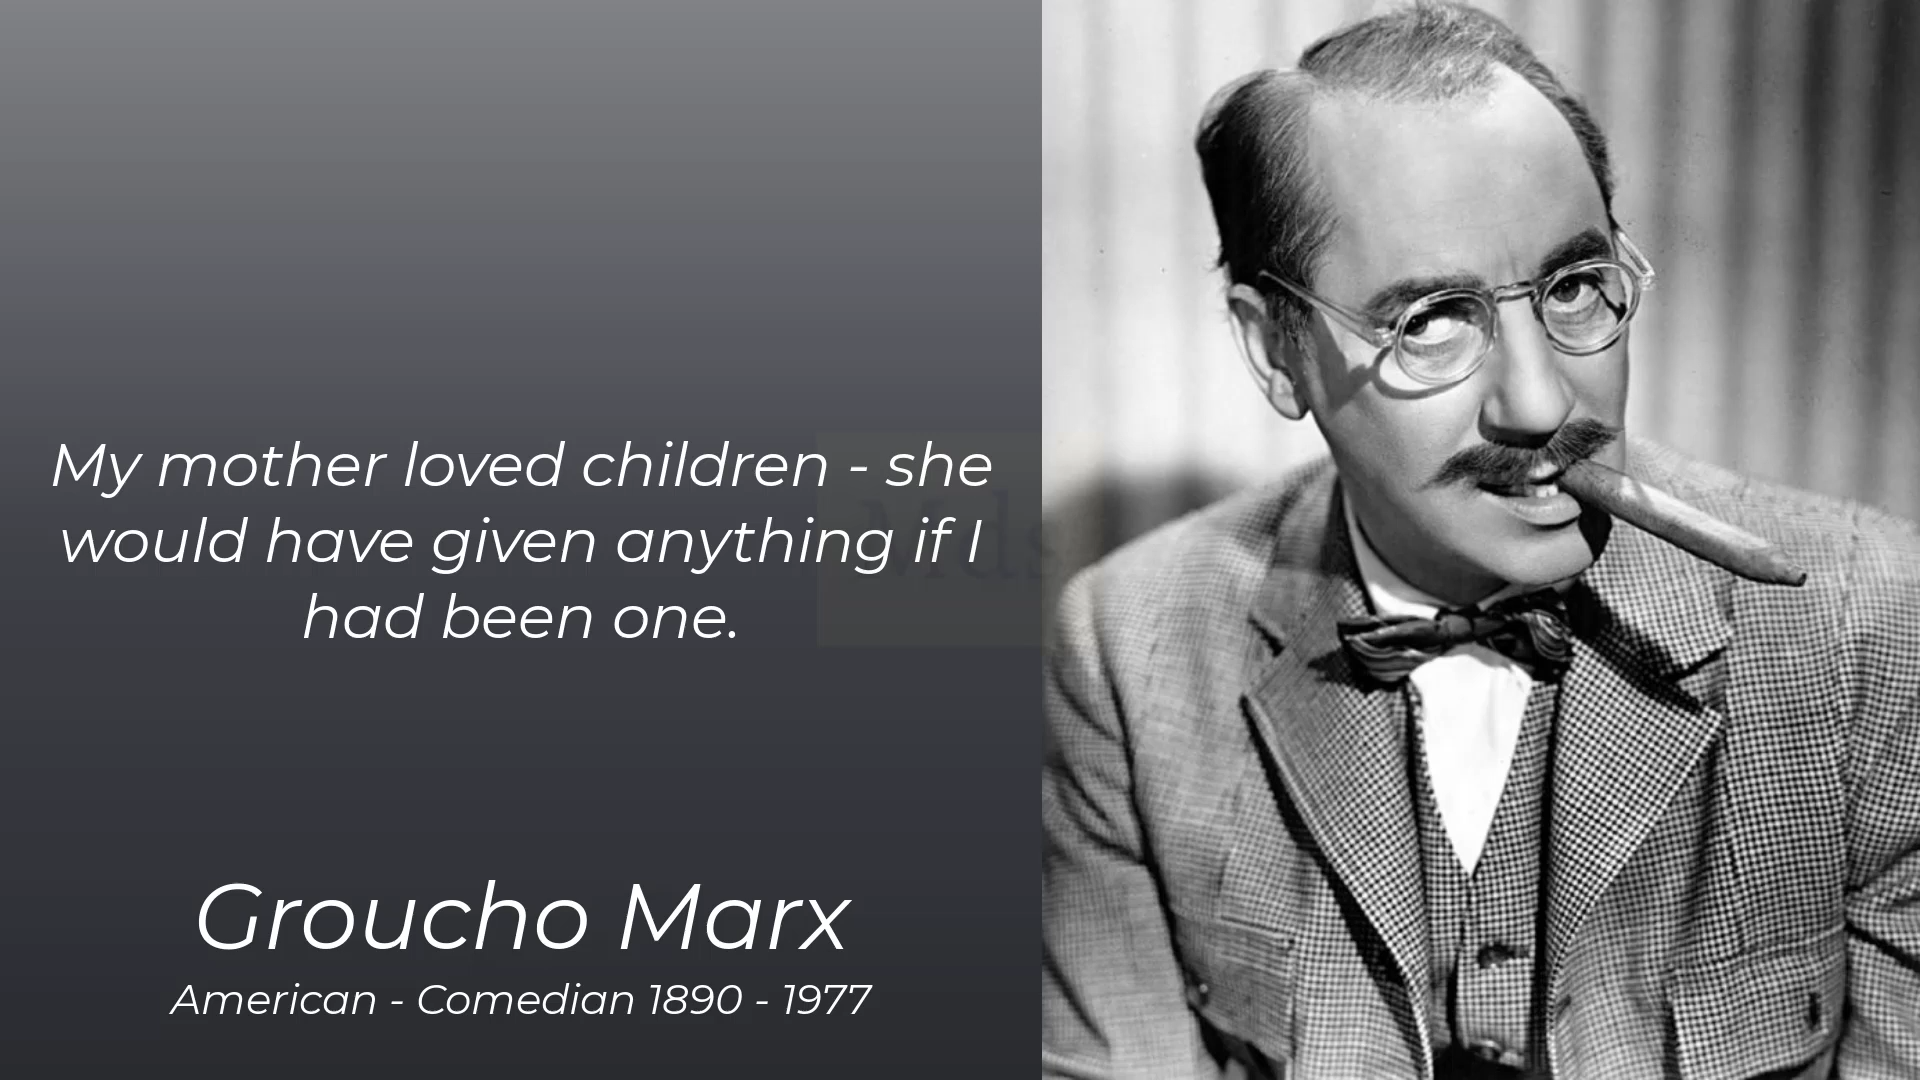 My mother loved children - she
would have given anything if I
had been one.
Groucho Marx
American - Comedian 1890 - 1977